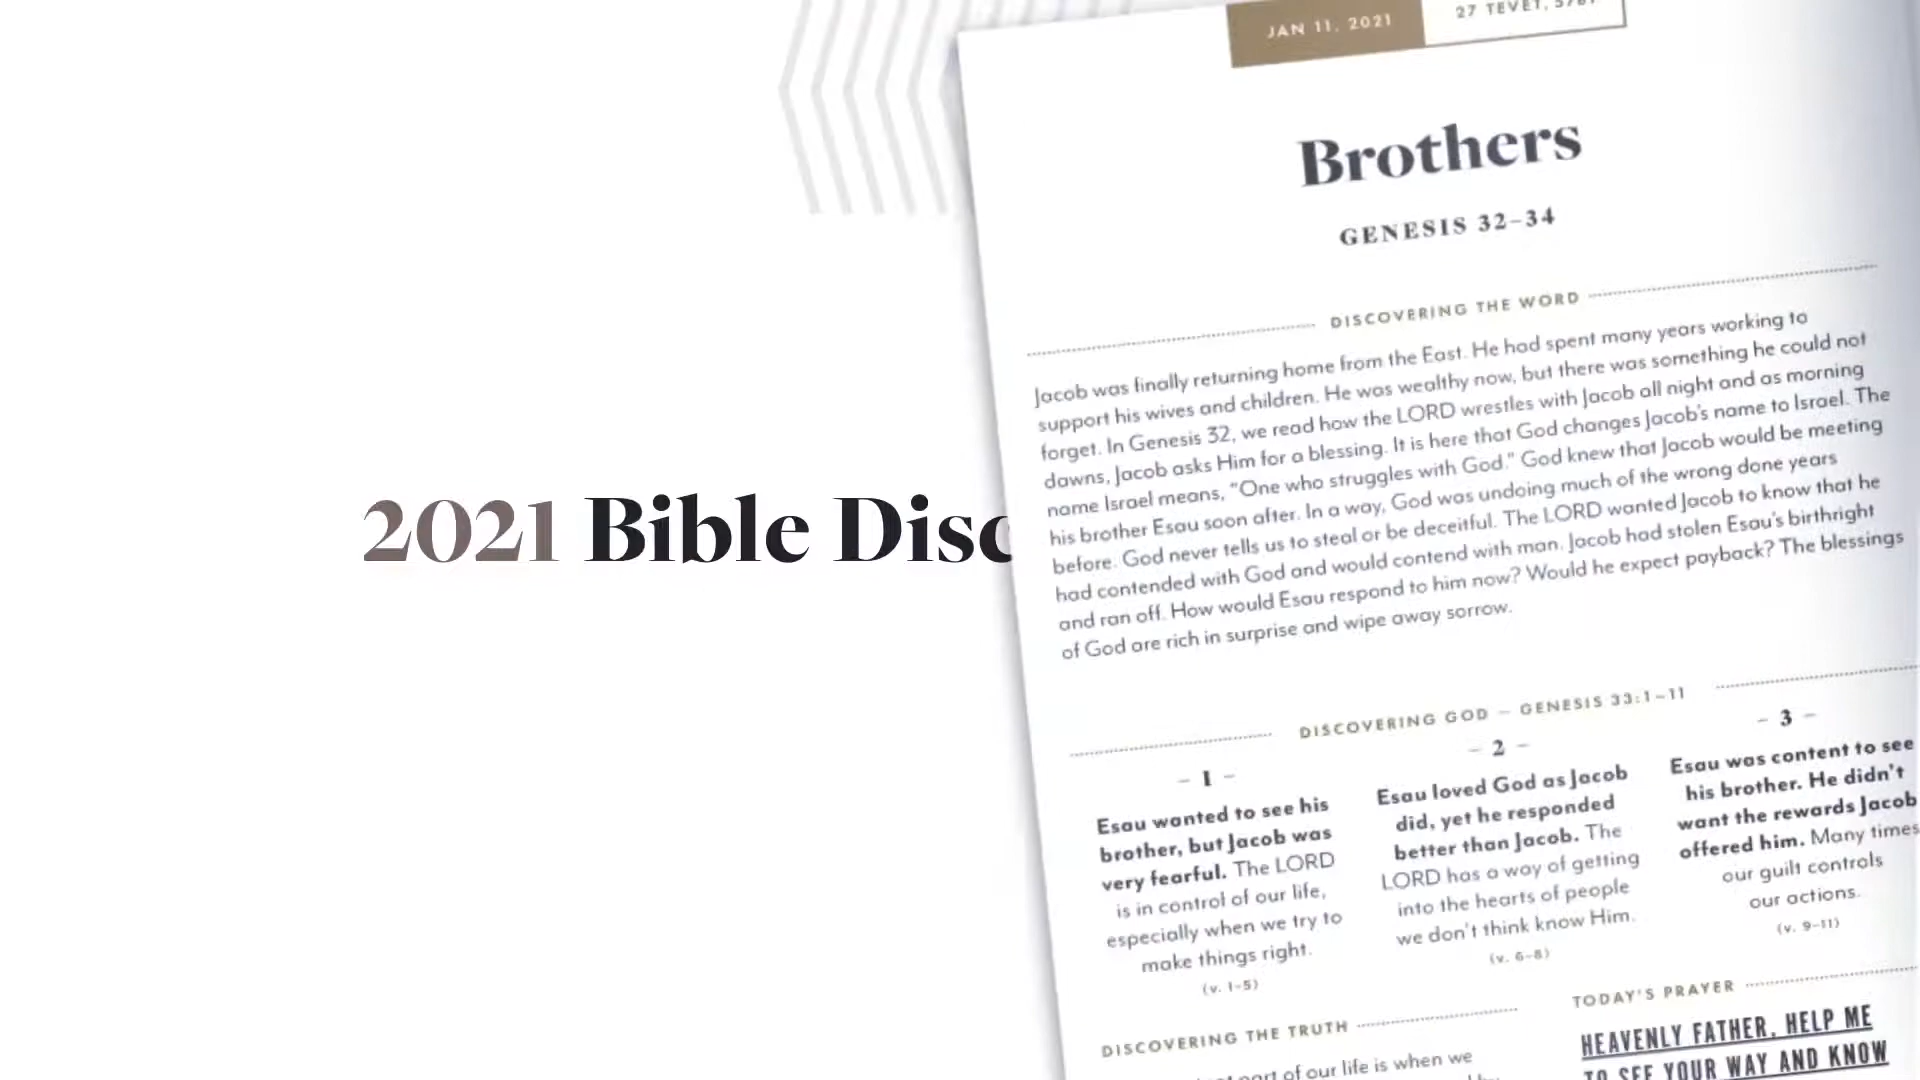 JAN 11, 2021
27 TEVET, 5781
Brothers
GENESIS 32–34
DISCOVERING THE WORD
Jacob was finally returning home from the East. He had spent many years working to
support his wives and children. He was wealthy now, but there was something he could not
forget. In Genesis 32, we read how the LORD wrestles with Jacob all night and as morning
dawns, Jacob asks Him for a blessing. It is here that God changes Jacob's name to Israel. The
name Israel means, "One who struggles with God." God knew that Jacob would be meeting
his brother Esau soon after. In a way, God was undoing much of the wrong done years
before. God never tells us to steal or be deceitful. The LORD wanted Jacob to know that he
had contended with God and would contend with man. Jacob had stolen Esau's birthright
and ran off. How would Esau respond to him now? Would he expect payback? The blessings
of God are rich in surprise and wipe away sorrow.
2021 Bible Disc
DISCOVERING GOD – GENESIS 33:1–11
– 1 –
Esau wanted to see his
brother, but Jacob was
very fearful. The LORD
is in control of our life,
especially when we try to
make things right.
(v. 1-5)
– 2 –
Esau loved God as Jacob
did, yet he responded
better than Jacob. The
LORD has a way of getting
into the hearts of people
we don't think know Him.
(v. 6-8)
– 3 –
Esau was content to see
his brother. He didn't
want the rewards Jacob
offered him. Many times
our guilt controls
our actions.
(v. 9-11)
DISCOVERING THE TRUTH
part of our life is when we
TODAY'S PRAYER
HEAVENLY FATHER, HELP ME
TO SEE YOUR WAY AND KNOW